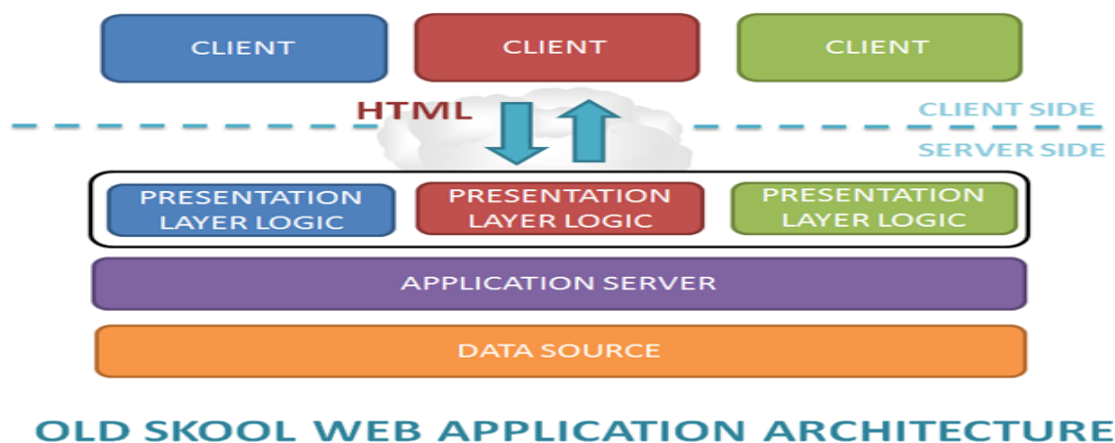 CLIENT
CLIENT
CLIENT
HTML
CLIENT SIDE
SERVER SIDE
PRESENTATION
LAYER LOGIC
PRESENTATION
LAYER LOGIC
PRESENTATION
LAYER LOGIC
APPLICATION SERVER
DATA SOURCE
OLD SKOOL WEB APPLICATION ARCHITECTURE